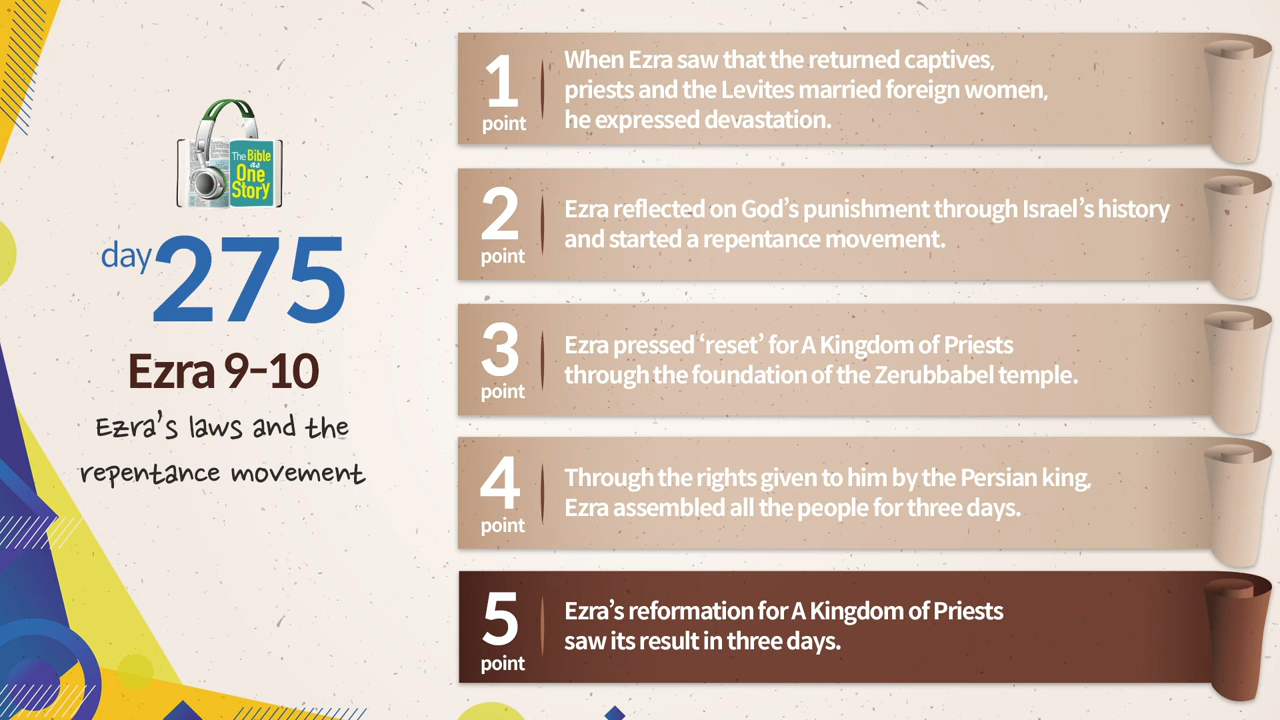 The Bible
as
One
Story
day 275
Ezra 9-10
Ezra's laws and the
repentance movement
1
point
When Ezra saw that the returned captives,
priests and the Levites married foreign women,
he expressed devastation.
2
point
Ezra reflected on God’s punishment through Israel’s history
and started a repentance movement.
3
point
Ezra pressed ‘reset’ for A Kingdom of Priests
through the foundation of the Zerubbabel temple.
4
point
Through the rights given to him by the Persian king,
Ezra assembled all the people for three days.
5
point
Ezra’s reformation for A Kingdom of Priests
saw its result in three days.